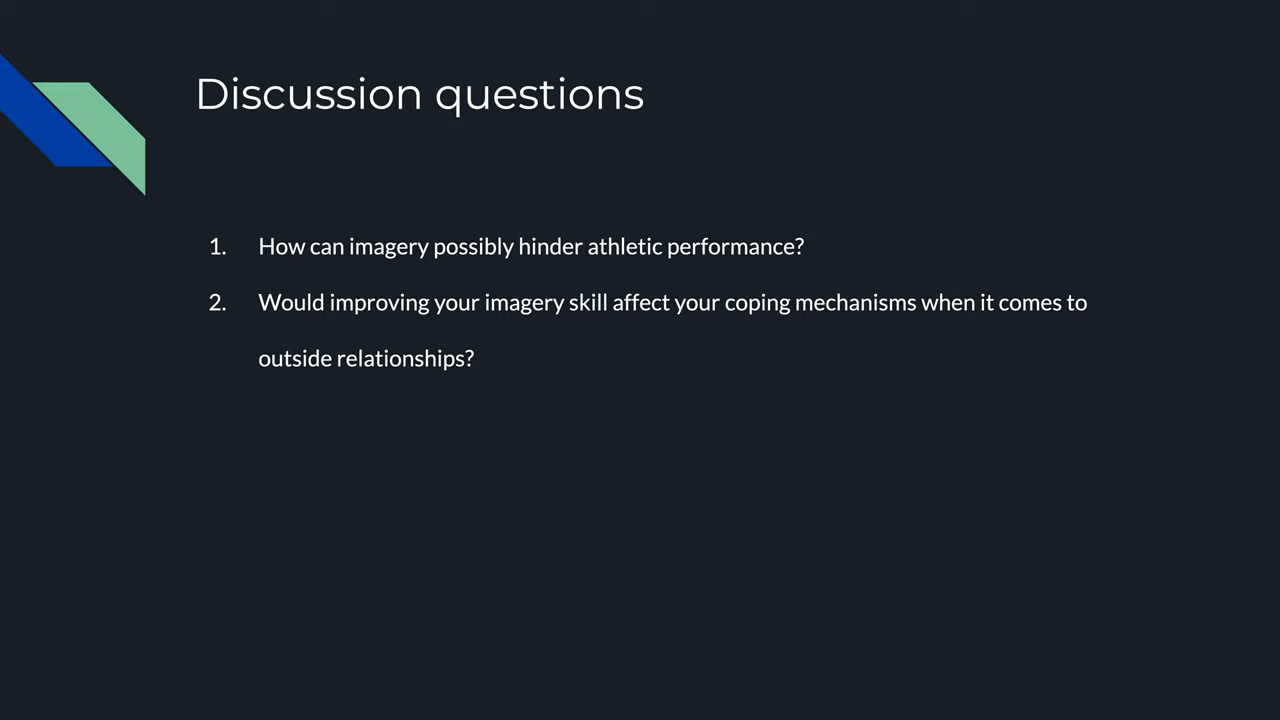 Discussion questions
1. How can imagery possibly hinder athletic performance?
2. Would improving your imagery skill affect your coping mechanisms when it comes to
outside relationships?